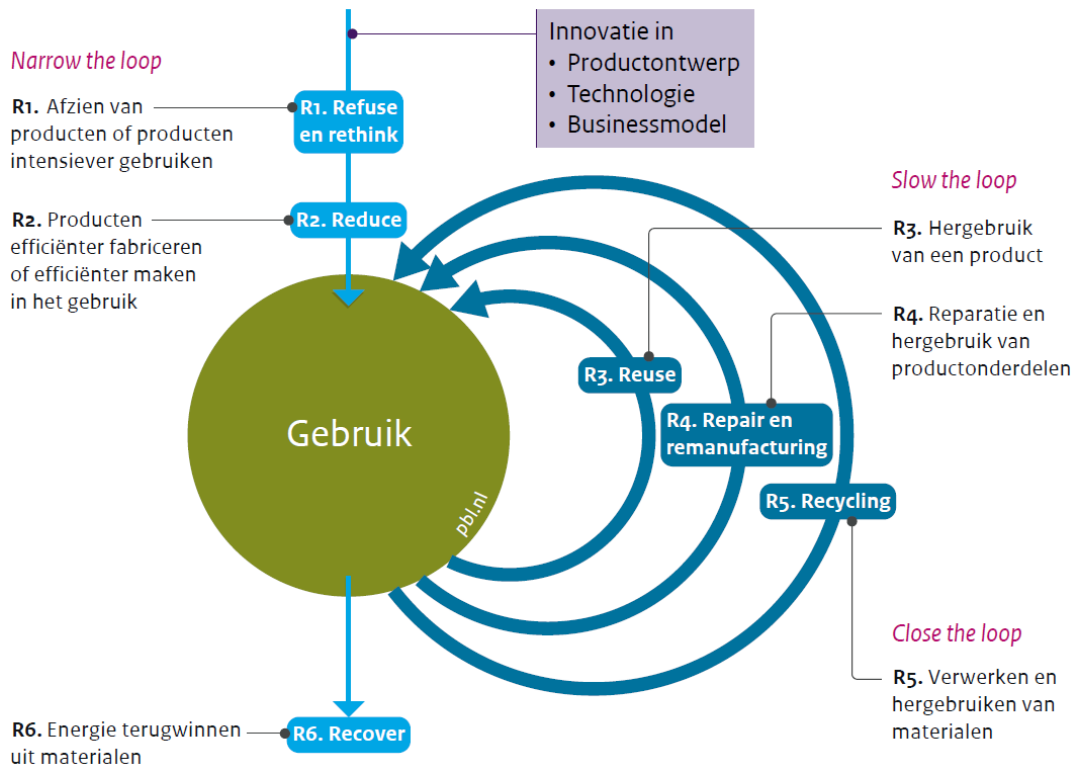 Innovatie in
• Productontwerp
• Technologie
• Businessmodel
Narrow the loop
R1. Afzien van
producten of producten
intensiever gebruiken
R1. Refuse
en rethink
R2. Producten
efficiënter fabriceren
of efficiënter maken
in het gebruik
R2. Reduce
Slow the loop
R3. Hergebruik
van een product
R4. Reparatie en
hergebruik van
productonderdelen
R3. Reuse
R4. Repair en
remanufacturing
R5. Recycling
Gebruik
pbl.nl
Close the loop
R5. Verwerken en
hergebruiken van
materialen
R6. Energie terugwinnen
uit materialen
R6. Recover